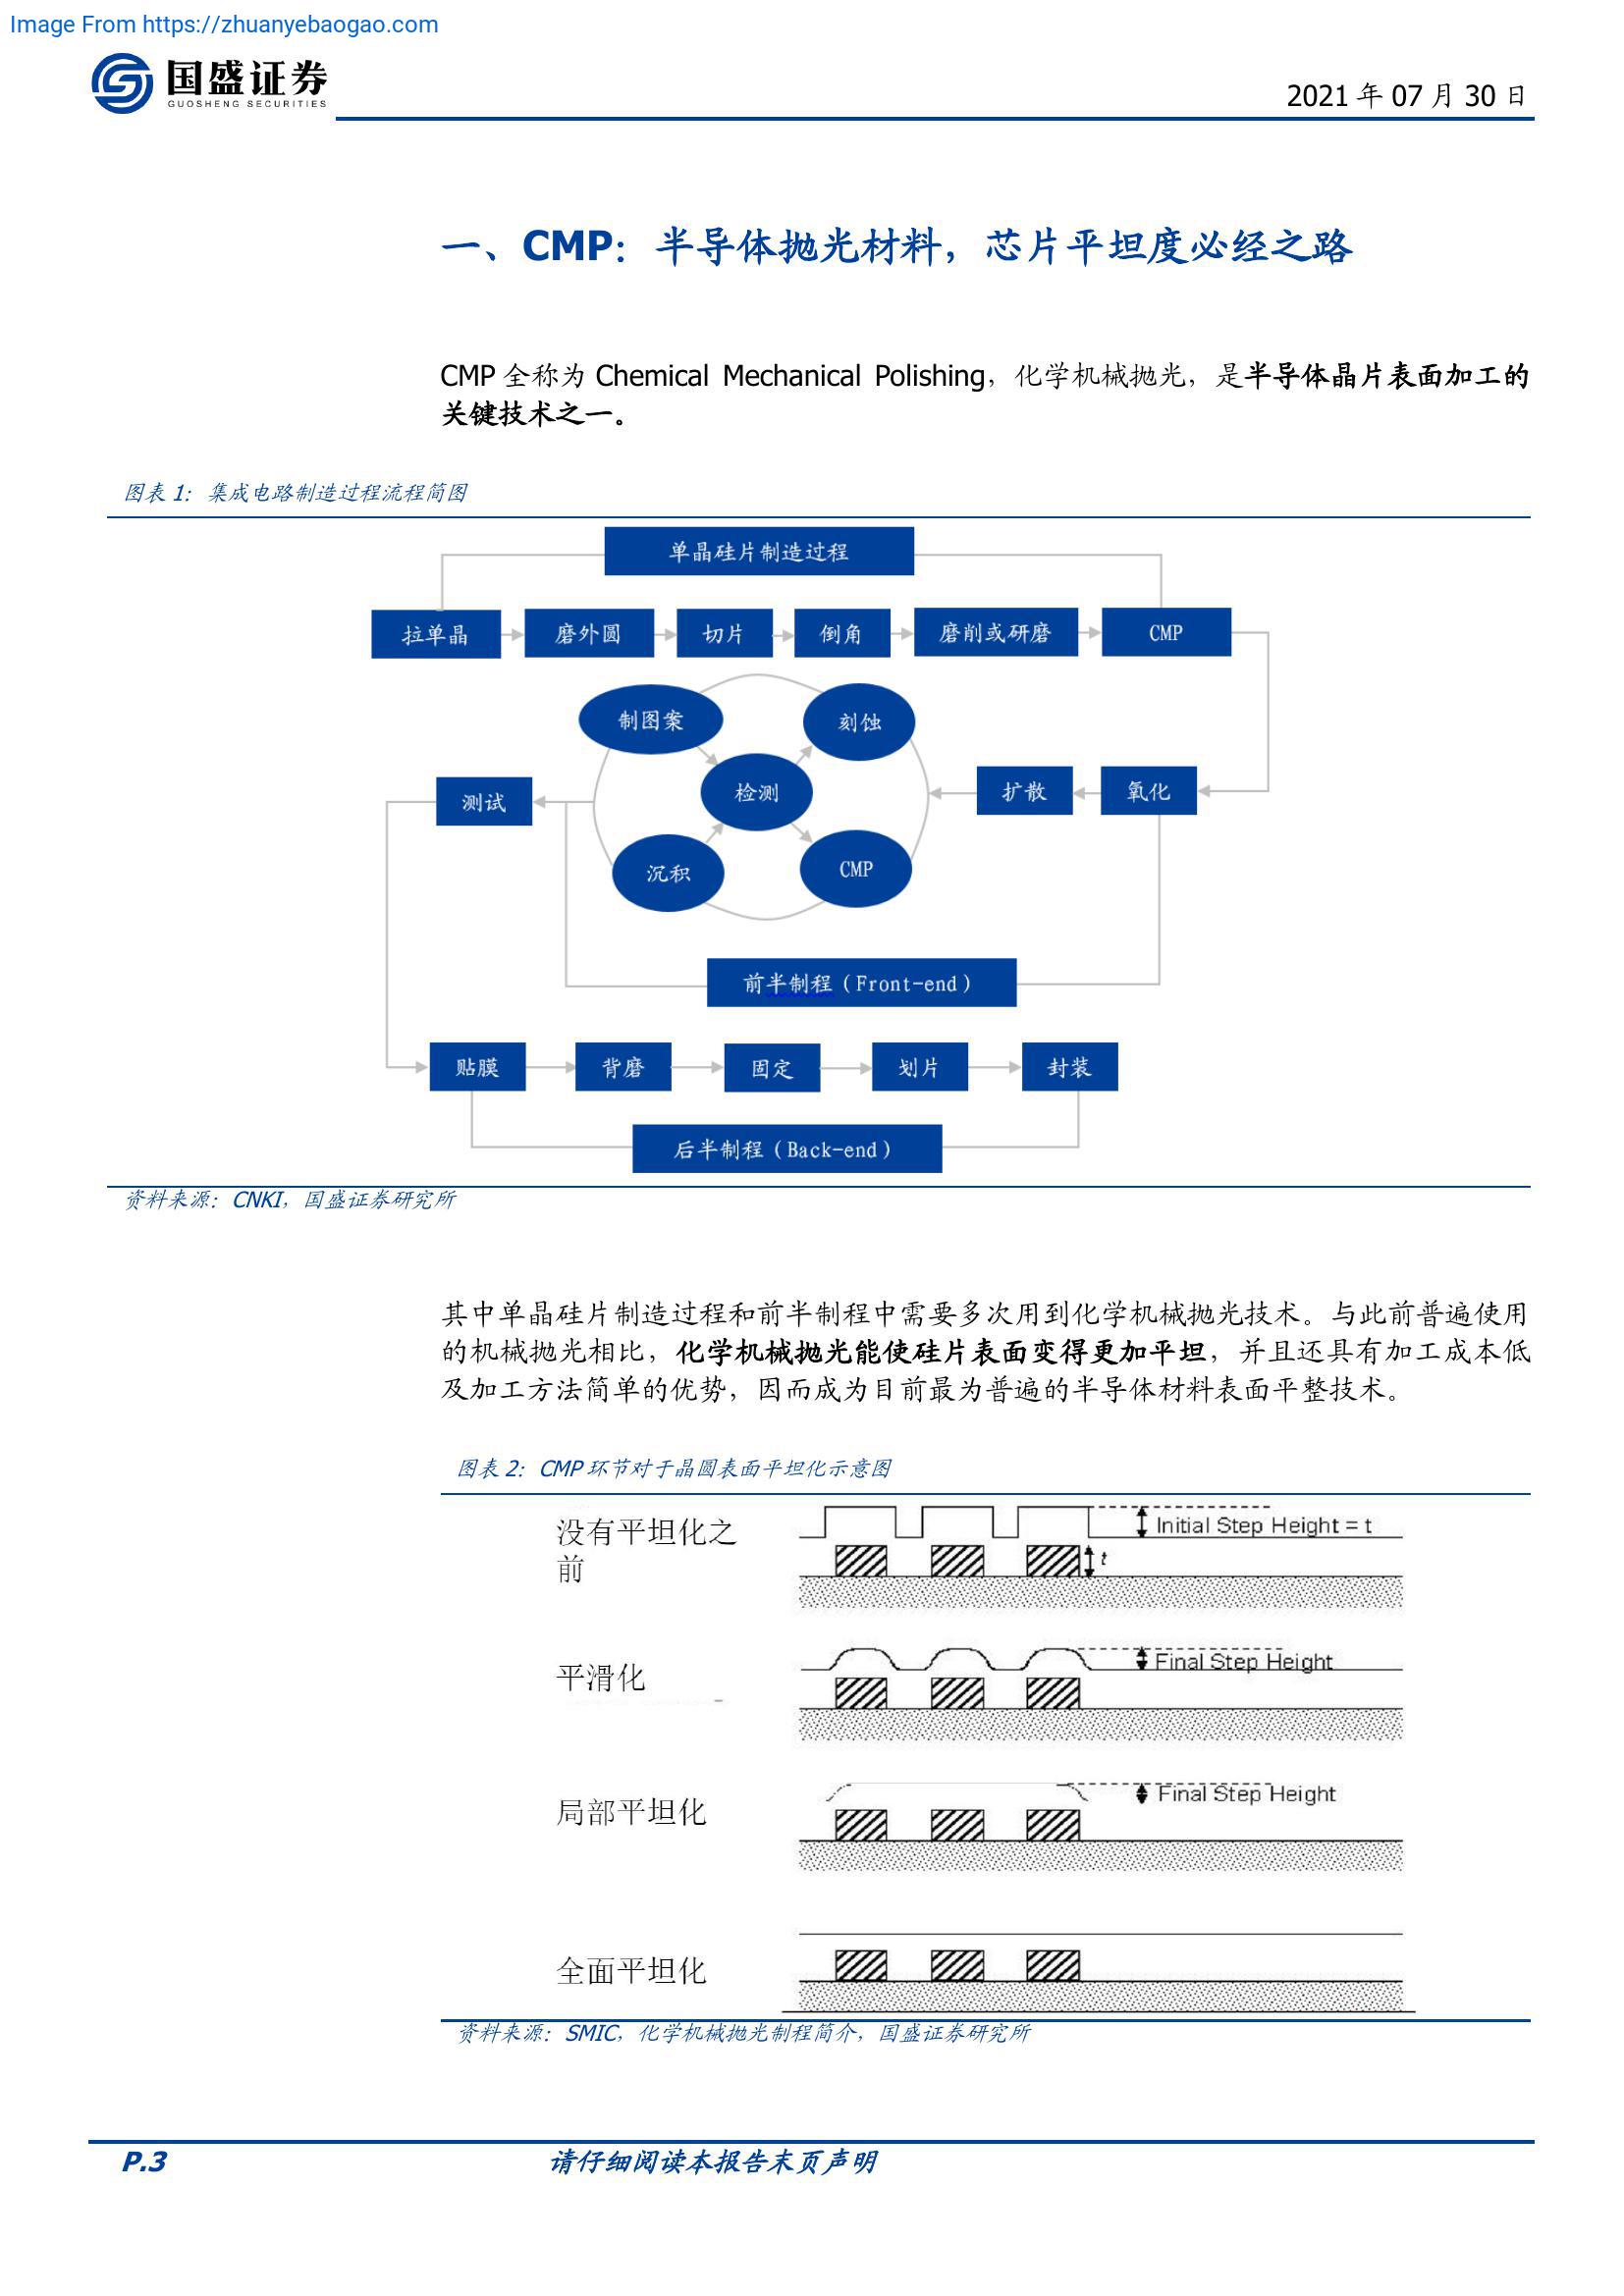 Image From https://zhuanyebaogao.com
国盛证券
GUOSHENG SECURITIES
2021 年 07 月 30 日
一、CMP：半导体抛光材料，芯片平坦度必经之路
CMP 全称为 Chemical Mechanical Polishing，化学机械抛光，是半导体晶片表面加工的
关键技术之一。
图表 1：集成电路制造过程流程简图
单晶硅片制造过程
拉单晶 磨外圆 切片 倒角 磨削或研磨 CMP
制图案 刻蚀
测试 检测 扩散 氧化
沉积 CMP
前半制程（Front-end）
贴膜 背磨 固定 划片 封装
后半制程（Back-end）
资料来源：CNKI，国盛证券研究所
其中单晶硅片制造过程和前半制程中需要多次用到化学机械抛光技术。与此前普遍使用
的机械抛光相比，化学机械抛光能使硅片表面变得更加平坦，并且还具有加工成本低
及加工方法简单的优势，因而成为目前最为普遍的半导体材料表面平整技术。
图表 2：CMP 环节对于晶圆表面平坦化示意图
没有平坦化之
前
Initial Step Height = t
t
平滑化
Final Step Height
局部平坦化
Final Step Height
全面平坦化
资料来源：SMIC，化学机械抛光制程简介，国盛证券研究所
P.3
请仔细阅读本报告末页声明